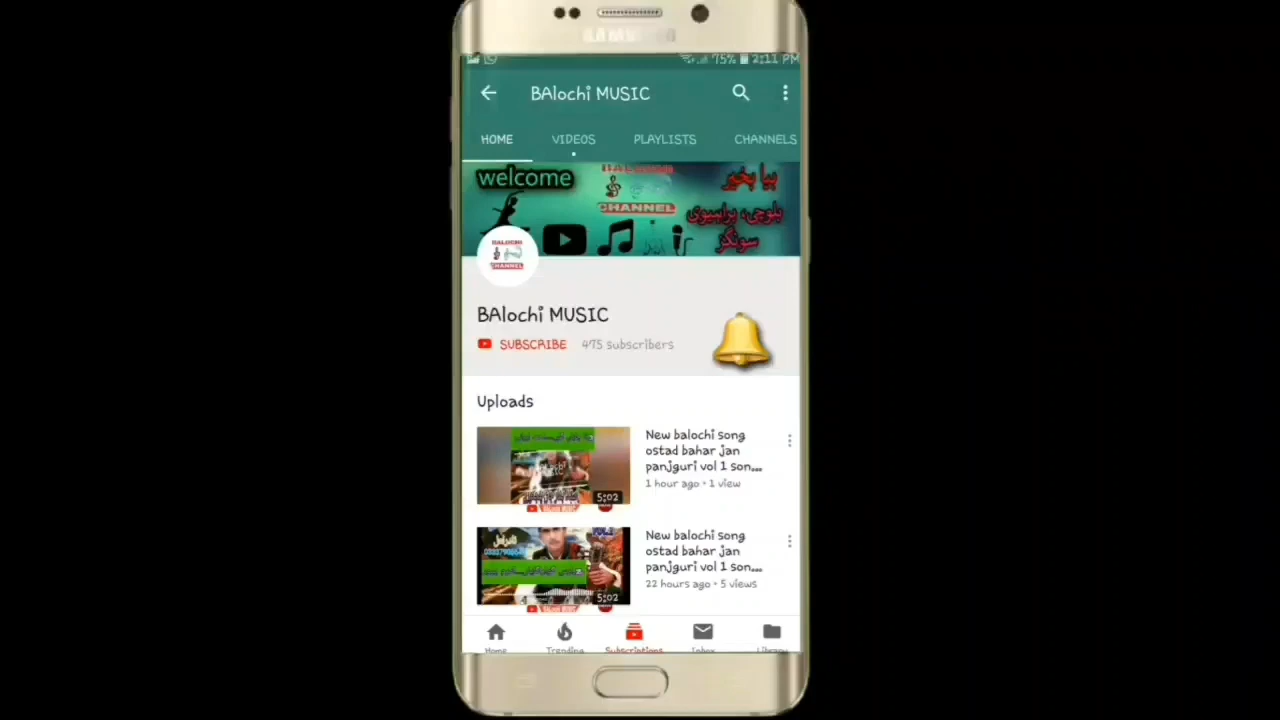 SAMSUNG
75% 2:11 PM
BAlochi MUSIC
HOME VIDEOS PLAYLISTS CHANNELS
welcome
CHANNEL
بیا بخیر
بلوچی، براہیوی
سونگز
BALOCHI
CHANNEL
BAlochi MUSIC
SUBSCRIBE 475 subscribers
Uploads
New balochi song
ostad bahar jan
panjguri vol 1 son...
1 hour ago • 1 view
5:02
New balochi song
ostad bahar jan
panjguri vol 1 son...
22 hours ago • 5 views
5:02
Home Trending Subscriptions Inbox Library